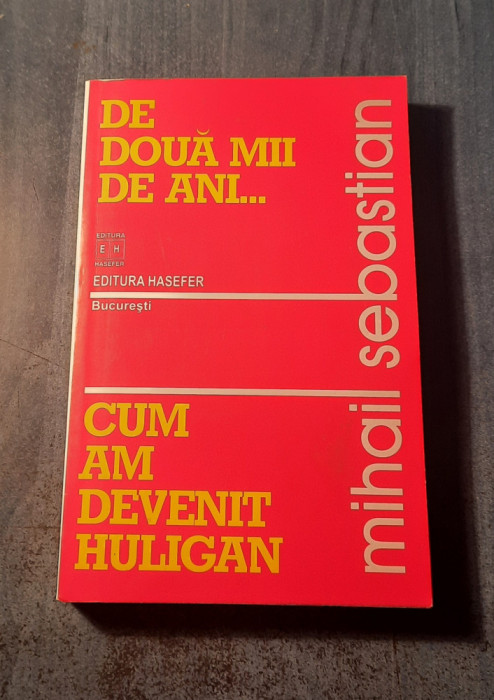 DE
DOUĂ MII
DE ANI...
EDITURA
E H
HASEFER
EDITURA HASEFER
București
CUM
AM
DEVENIT
HULIGAN
mihail sebastian